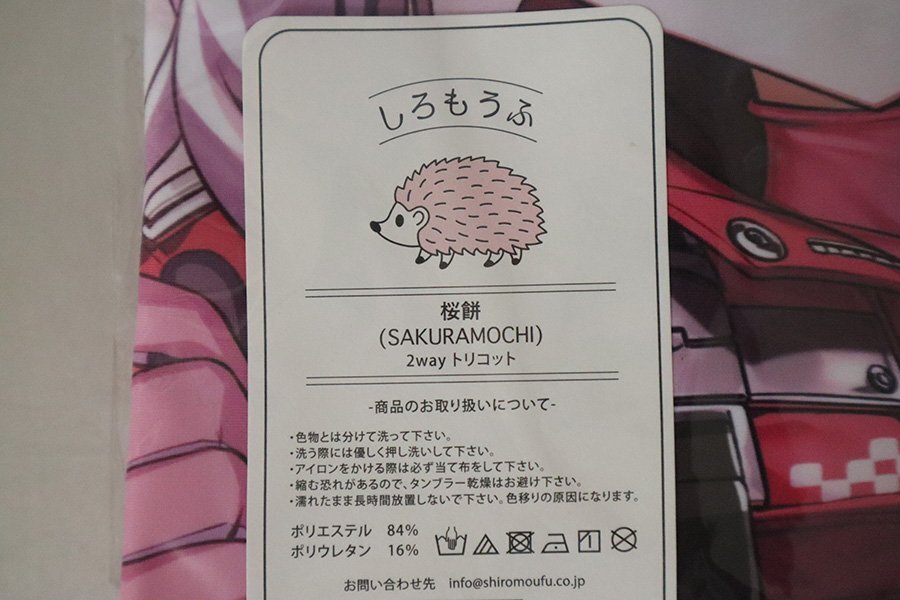 しろもうふ
桜餅
(SAKURAMOCHI)
2way トリコット
-商品のお取り扱いについて-
・色物とは分けて洗って下さい。
・洗う際には優しく押し洗いして下さい。
・アイロンをかける際は必ず当て布をして下さい。
・縮む恐れがあるので、タンブラー乾燥はお避け下さい。
・濡れたまま長時間放置しないで下さい。色移りの原因になります。
ポリエステル 84%
ポリウレタン 16%
お問い合わせ先 info@shiromoufu.co.jp